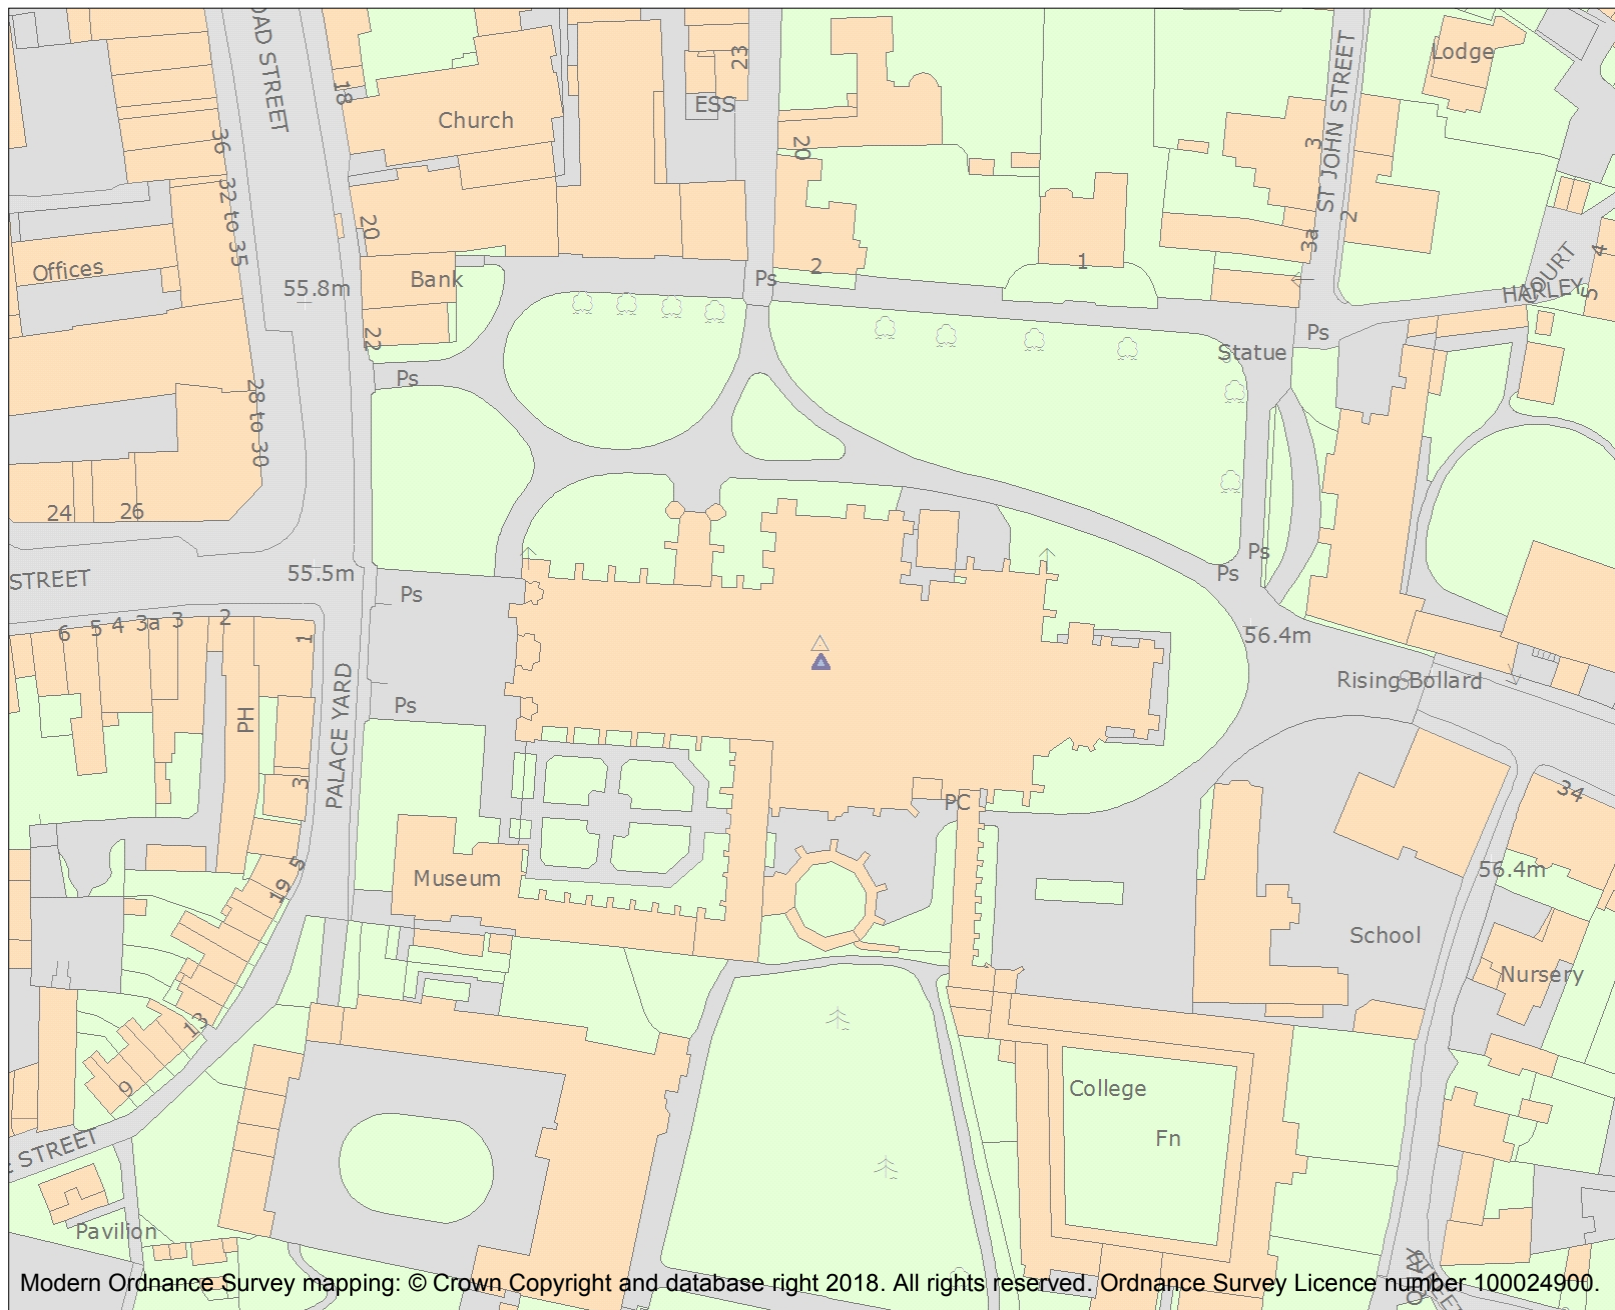 OAD STREET
18
Church
23
ESS
20
Lodge
ST JOHN STREET
3
2
3a
36
32 to 35
20
Offices
55.8m
Bank
22
Ps
2
1
COURT
HARLEY
4
5
Ps
Statue
Ps
28 to 30
24
26
STREET
55.5m
Ps
Ps
Ps
56.4m
6
5
4
3a
3
2
1
PH
PALACE YARD
Ps
Rising Bollard
3
PC
34
5
19
Museum
56.4m
School
Nursery
13
9
College
Fn
STREET
Pavilion
Modern Ordnance Survey mapping: © Crown Copyright and database right 2018. All rights reserved. Ordnance Survey Licence number 100024900.